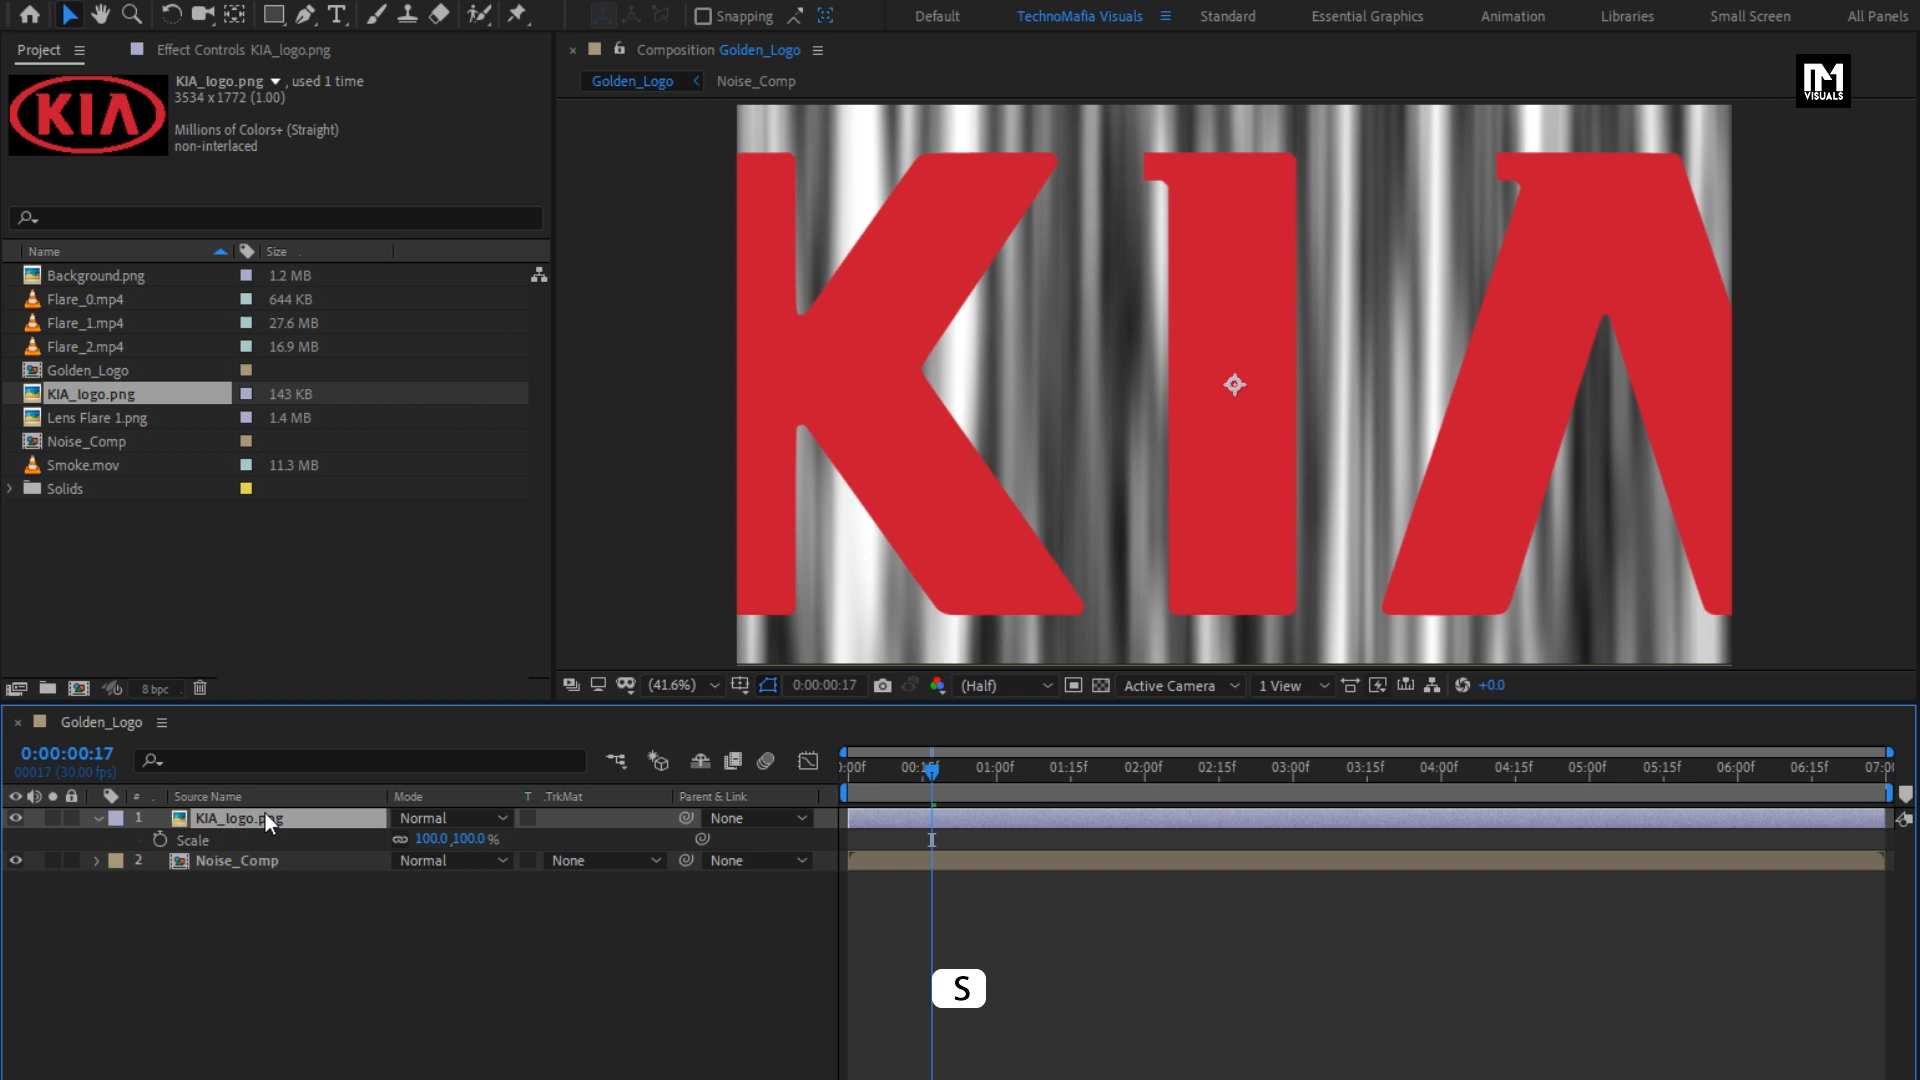 Snapping
Default
TechnoMafia Visuals
Standard
Essential Graphics
Animation
Libraries
Small Screen
All Panels
Project
Effect Controls KIA_logo.png
Composition Golden_Logo
KIA_logo.png , used 1 time
3534 x 1772 (1.00)
Millions of Colors+ (Straight)
non-interlaced
KIA
Golden_Logo
Noise_Comp
VISUALS
Name
Size
Background.png 1.2 MB
Flare_0.mp4 644 KB
Flare_1.mp4 27.6 MB
Flare_2.mp4 16.9 MB
Golden_Logo
KIA_logo.png 143 KB
Lens Flare 1.png 1.4 MB
Noise_Comp
Smoke.mov 11.3 MB
Solids
KIA
8 bpc
(41.6%)
0:00:00:17
(Half)
Active Camera
1 View
+0.0
Golden_Logo
0:00:00:17
00017 (30.00 fps)
# Source Name Mode T .TrkMat Parent & Link
:00f 00:15f 01:00f 01:15f 02:00f 02:15f 03:00f 03:15f 04:00f 04:15f 05:00f 05:15f 06:00f 06:15f 07:00
1 KIA_logo.png Normal None
Scale 100.0,100.0 %
2 Noise_Comp Normal None None
S